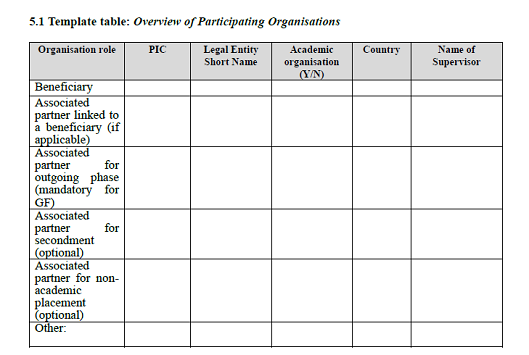 5.1 Template table: Overview of Participating Organisations
Organisation role PIC Legal Entity Academic Country Name of
Short Name organisation Supervisor
(Y/N)
Beneficiary
Associated
partner linked to
a beneficiary (if
applicable)
Associated
partner for
outgoing phase
(mandatory for
GF)
Associated
partner for
secondment
(optional)
Associated
partner for non-
academic
placement
(optional)
Other: